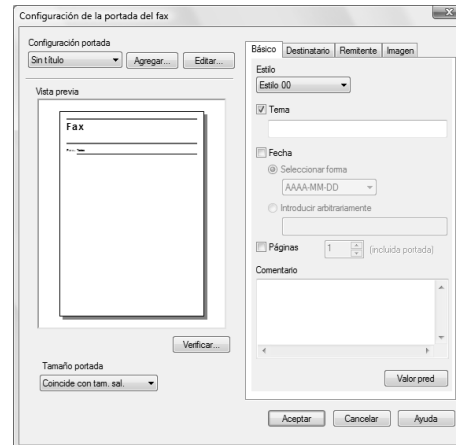 Configuración de la portada del fax
Configuración portada
Sin título
Agregar...
Editar...
Vista previa
Fax
Verificar...
Tamaño portada
Coincide con tam. sal.
Básico
Destinatario
Remitente
Imagen
Estilo
Estilo 00
Tema
Fecha
Seleccionar forma
AAAA-MM-DD
Introducir arbitrariamente
Páginas
1
(incluida portada)
Comentario
Valor pred
Aceptar
Cancelar
Ayuda